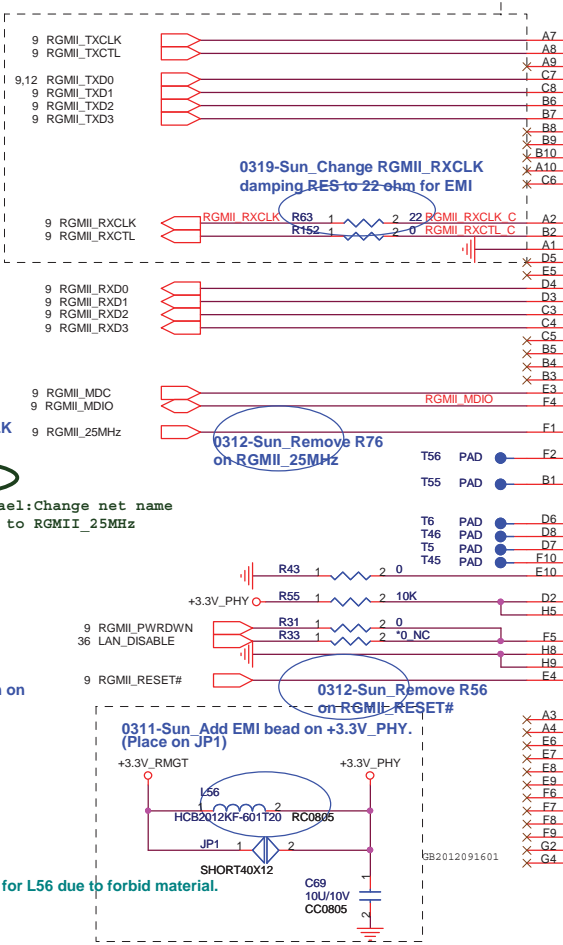 9 RGMII_TXCLK A7
9 RGMII_TXCTL A8
A9
9,12 RGMII_TXD0 C7
9 RGMII_TXD1 C8
9 RGMII_TXD2 B6
9 RGMII_TXD3 B7
B8
B9
B10
A10
C6
0319-Sun_Change RGMII_RXCLK
damping RES to 22 ohm for EMI
9 RGMII_RXCLK RGMII_RXCLK R63 1 2 22 RGMII_RXCLK_C A2
9 RGMII_RXCTL R152 1 2 0 RGMII_RXCTL_C B2
A1
D5
E5
9 RGMII_RXD0 D4
9 RGMII_RXD1 D3
9 RGMII_RXD2 C3
9 RGMII_RXD3 C4
C5
B5
B4
B3
9 RGMII_MDC E3
9 RGMII_MDIO RGMII_MDIO F4
9 RGMII_25MHz F1
0312-Sun_Remove R76
on RGMII_25MHz
T56 PAD F2
T55 PAD B1
ael:Change net name
to RGMII_25MHz
T6 PAD D6
T46 PAD D8
T5 PAD D7
T45 PAD F10
R43 1 2 0 E10
+3.3V_PHY R55 1 2 10K D2
H5
9 RGMII_PWRDWN R31 1 2 0
36 LAN_DISABLE R33 1 2 *0_NC F5
H8
H9
9 RGMII_RESET# E4
n on
0312-Sun_Remove R56
on RGMII_RESET#
0311-Sun_Add EMI bead on +3.3V_PHY.
(Place on JP1)
A3
A4
E6
E7
E8
E9
F6
F7
F8
F9
G2
G4
+3.3V_RMGT +3.3V_PHY
L56
1 2
HCB2012KF-601T20 RC0805
JP1 1 2
SHORT40X12
GB2012091601
for L56 due to forbid material.
C69
10U/10V
CC0805
1
2